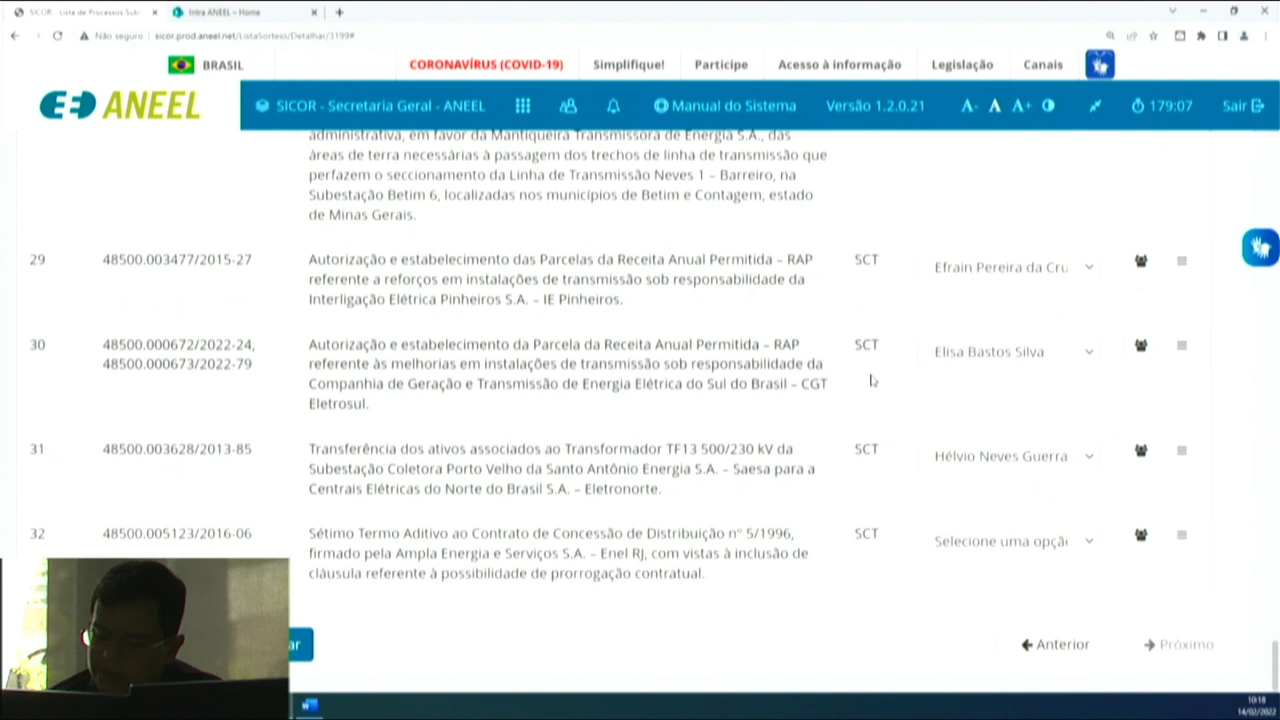 SICOR - Lista de Processos Sub
Intra ANEEL - Home
Não seguro
sicor.prod.aneel.net/ListaSorteio/Detalhar/3199#
BRASIL
CORONAVÍRUS (COVID-19)
Simplifique!
Participe
Acesso à informação
Legislação
Canais
ANEEL
SICOR - Secretaria Geral - ANEEL
Manual do Sistema
Versão 1.2.0.21
A-
A
A+
179:07
Sair
administrativa, em favor da Mantiqueira Transmissora de Energia S.A., das
áreas de terra necessárias à passagem dos trechos de linha de transmissão que
perfazem o seccionamento da Linha de Transmissão Neves 1 – Barreiro, na
Subestação Betim 6, localizadas nos municípios de Betim e Contagem, estado
de Minas Gerais.
29
48500.003477/2015-27
Autorização e estabelecimento das Parcelas da Receita Anual Permitida – RAP
referente a reforços em instalações de transmissão sob responsabilidade da
Interligação Elétrica Pinheiros S.A. – IE Pinheiros.
SCT
Efrain Pereira da Cru
30
48500.000672/2022-24,
48500.000673/2022-79
Autorização e estabelecimento da Parcela da Receita Anual Permitida – RAP
referente às melhorias em instalações de transmissão sob responsabilidade da
Companhia de Geração e Transmissão de Energia Elétrica do Sul do Brasil – CGT
Eletrosul.
SCT
Elisa Bastos Silva
31
48500.003628/2013-85
Transferência dos ativos associados ao Transformador TF13 500/230 kV da
Subestação Coletora Porto Velho da Santo Antônio Energia S.A. – Saesa para a
Centrais Elétricas do Norte do Brasil S.A. – Eletronorte.
SCT
Hélvio Neves Guerra
32
48500.005123/2016-06
Sétimo Termo Aditivo ao Contrato de Concessão de Distribuição nº 5/1996,
firmado pela Ampla Energia e Serviços S.A. – Enel RJ, com vistas à inclusão de
cláusula referente à possibilidade de prorrogação contratual.
SCT
Selecione uma opçã
ar
Anterior
Próximo
10:18
14/02/2022